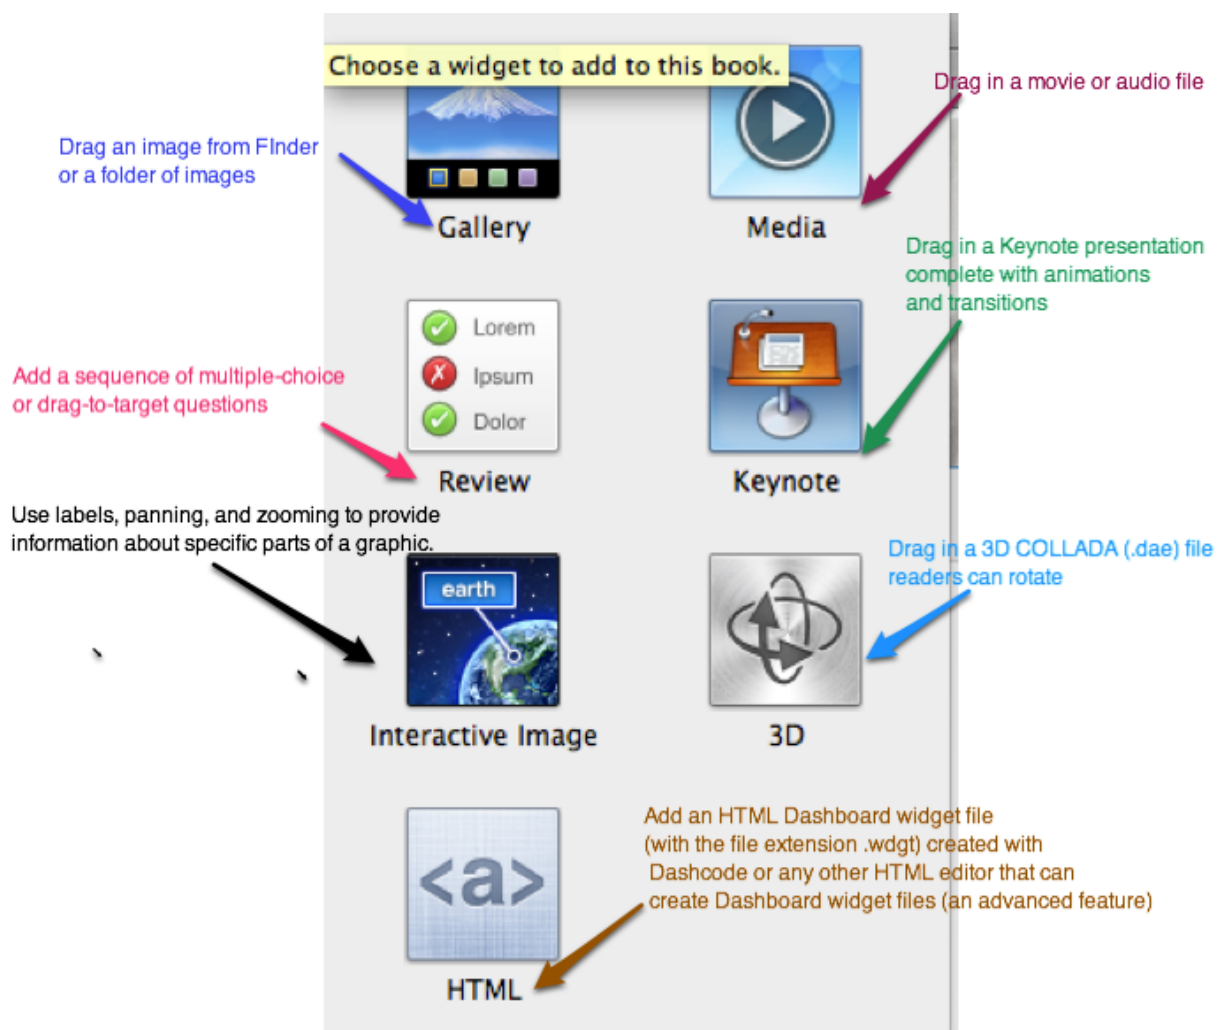 Choose a widget to add to this book.
Drag in a movie or audio file
Drag an image from FInder
or a folder of images
Gallery
Media
Drag in a Keynote presentation
complete with animations
and transitions
Lorem
Ipsum
Dolor
Add a sequence of multiple-choice
or drag-to-target questions
Review
Keynote
Use labels, panning, and zooming to provide
information about specific parts of a graphic.
Drag in a 3D COLLADA (.dae) file
readers can rotate
earth
Interactive Image
3D
Add an HTML Dashboard widget file
(with the file extension .wdgt) created with
Dashcode or any other HTML editor that can
create Dashboard widget files (an advanced feature)
<a>
HTML